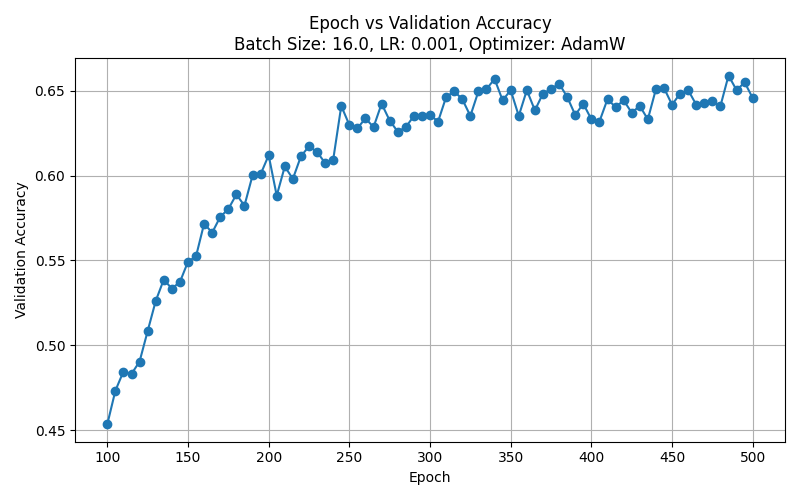 Epoch vs Validation Accuracy
Batch Size: 16.0, LR: 0.001, Optimizer: AdamW
Validation Accuracy
0.65
0.60
0.55
0.50
0.45
100 150 200 250 300 350 400 450 500
Epoch